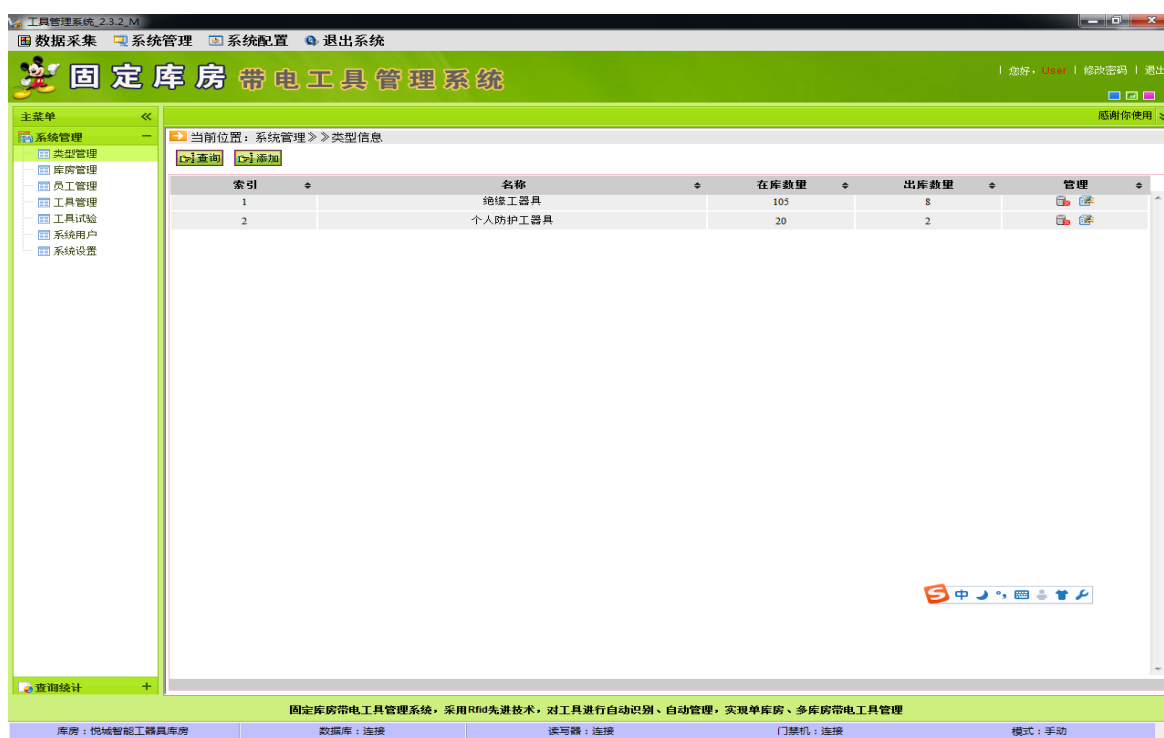 工具管理系统_2.3.2_M
数据采集 系统管理 系统配置 退出系统
固定库房带电工具管理系统
| 您好，User | 修改密码 | 退出
主菜单
感谢你使用
系统管理
当前位置：系统管理》》类型信息
类型管理
库房管理
员工管理
工具管理
工具试验
系统用户
系统设置
查询 添加
索引 名称 在库数量 出库数量 管理
1 绝缘工器具 105 8
2 个人防护工器具 20 2
中
查询统计
固定库房带电工具管理系统，采用Rfid先进技术，对工具进行自动识别、自动管理，实现单库房、多库房带电工具管理
库房：悦城智能工器具库房 数据库：连接 读写器：连接 门禁机：连接 模式：手动